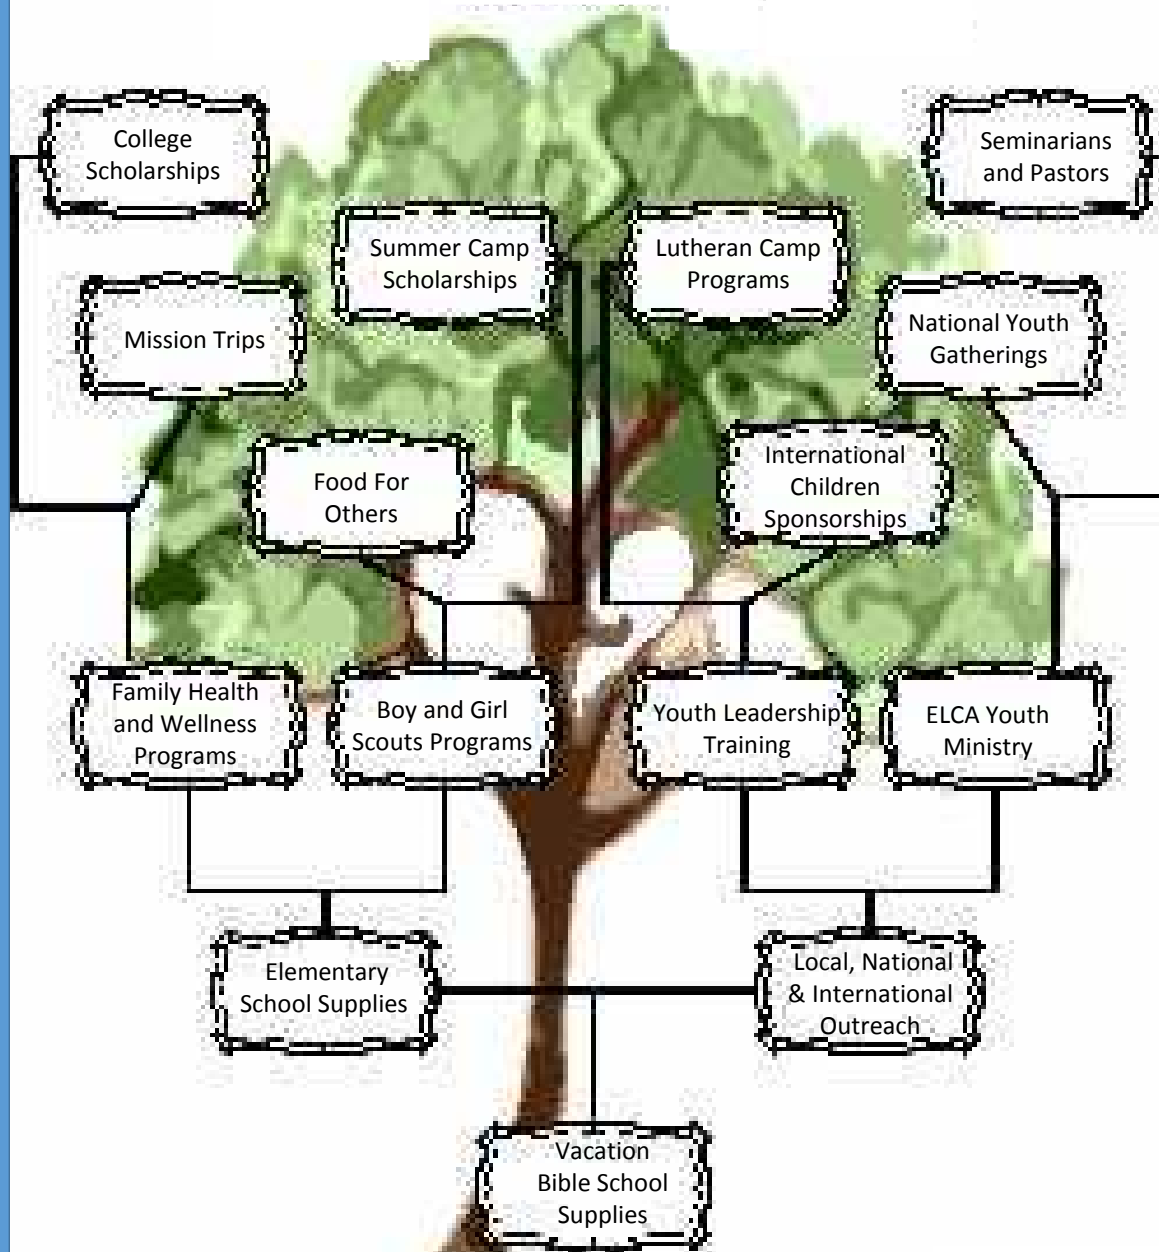 College
Scholarships
Seminarians
and Pastors
Summer Camp
Scholarships
Lutheran Camp
Programs
Mission Trips
National Youth
Gatherings
Food For
Others
International
Children
Sponsorships
Family Health
and Wellness
Programs
Boy and Girl
Scouts Programs
Youth Leadership
Training
ELCA Youth
Ministry
Elementary
School Supplies
Local, National
& International
Outreach
Vacation
Bible School
Supplies